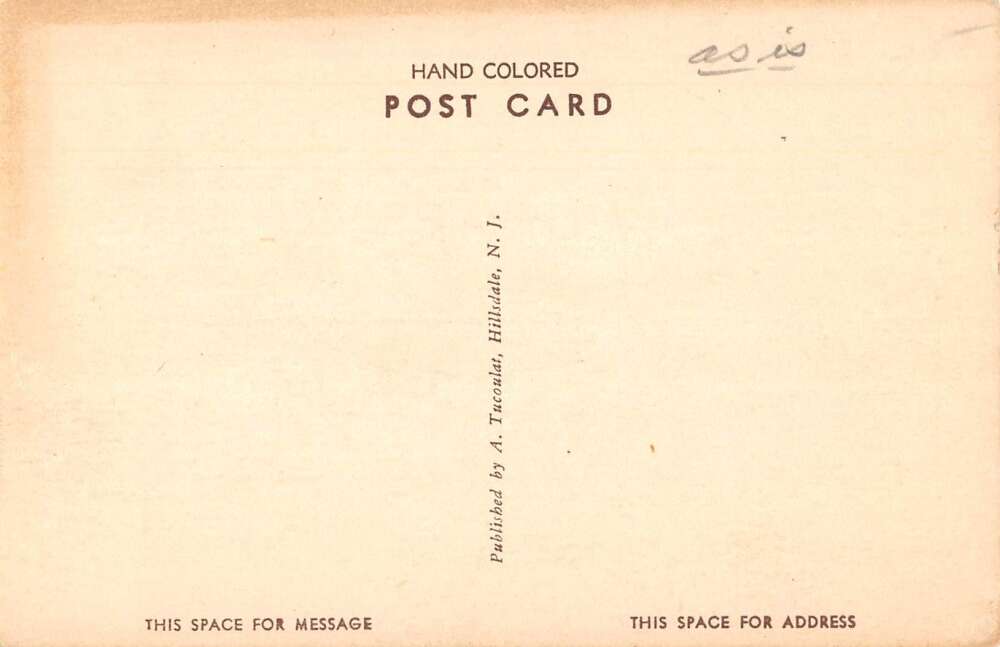 as is
HAND COLORED
POST CARD
Published by A. Tucoulat, Hillsdale, N. J.
THIS SPACE FOR MESSAGE
THIS SPACE FOR ADDRESS